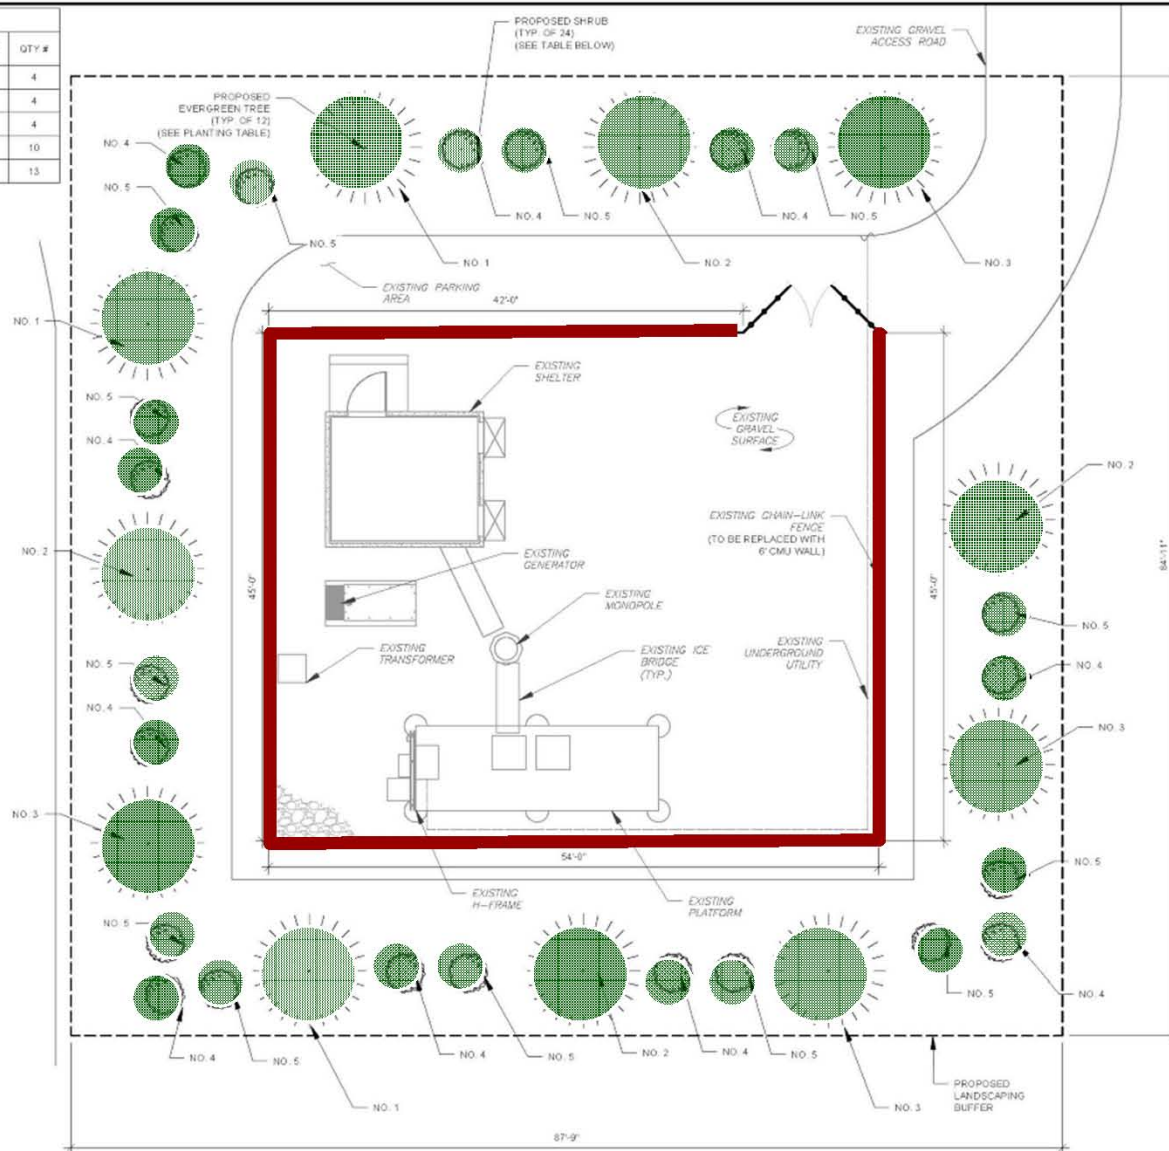 QTY #
4
4
4
10
13
PROPOSED SHRUB
(TYP. OF 24)
(SEE TABLE BELOW)
EXISTING GRAVEL
ACCESS ROAD
PROPOSED
EVERGREEN TREE
(TYP. OF 12)
(SEE PLANTING TABLE)
NO. 4
NO. 5
NO. 4
NO. 5
NO. 4
NO. 5
NO. 5
NO. 1
NO. 2
NO. 3
EXISTING PARKING
AREA
42'-0"
NO. 1
EXISTING
SHELTER
NO. 5
NO. 4
EXISTING
GRAVEL
SURFACE
NO. 2
EXISTING CHAIN-LINK
FENCE
(TO BE REPLACED WITH
6' CMU WALL)
NO. 2
EXISTING
GENERATOR
64'-11"
45'-0"
45'-0"
EXISTING
MONOPOLE
NO. 5
EXISTING
TRANSFORMER
EXISTING ICE
BRIDGE
(TYP.)
EXISTING
UNDERGROUND
UTILITY
NO. 5
NO. 4
NO. 4
NO. 3
NO. 3
54'-0"
NO. 5
EXISTING
H-FRAME
EXISTING
PLATFORM
NO. 5
NO. 5
NO. 4
NO. 4
NO. 5
NO. 4
NO. 5
NO. 2
NO. 4
NO. 5
PROPOSED
LANDSCAPING
BUFFER
NO. 1
NO. 3
87'-9"